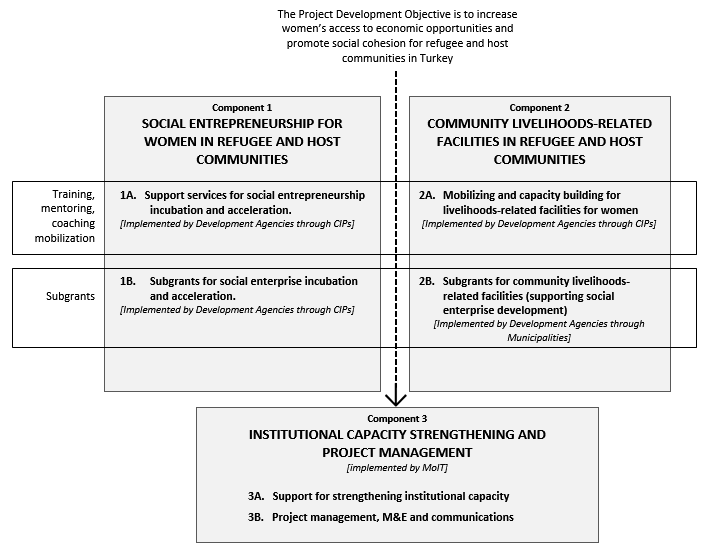 The Project Development Objective is to increase
women's access to economic opportunities and
promote social cohesion for refugee and host
communities in Turkey
Component 1
SOCIAL ENTREPRENEURSHIP FOR
WOMEN IN REFUGEE AND HOST
COMMUNITIES
Component 2
COMMUNITY LIVELIHOODS-RELATED
FACILITIES IN REFUGEE AND HOST
COMMUNITIES
Training,
mentoring,
coaching
mobilization
1A. Support services for social entrepreneurship
incubation and acceleration.
[Implemented by Development Agencies through CIPs]
2A. Mobilizing and capacity building for
livelihoods-related facilities for women
[Implemented by Development Agencies through CIPs]
Subgrants
1B. Subgrants for social enterprise incubation
and acceleration.
[Implemented by Development Agencies through CIPs]
2B. Subgrants for community livelihoods-
related facilities (supporting social
enterprise development)
[Implemented by Development Agencies through
Municipalities]
Component 3
INSTITUTIONAL CAPACITY STRENGTHENING AND
PROJECT MANAGEMENT
[implemented by MoIT]
3A. Support for strengthening institutional capacity
3B. Project management, M&E and communications